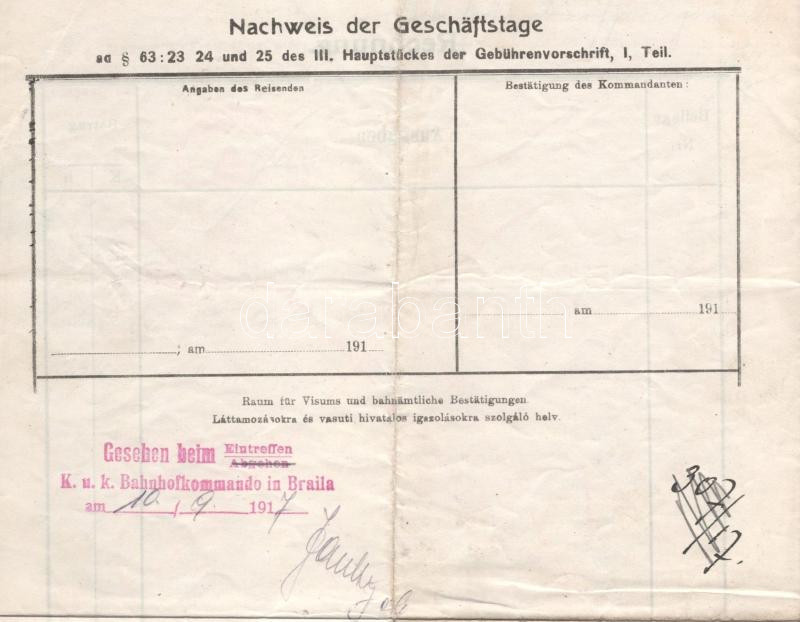 Nachweis der Geschäftstage
ad § 63:23 24 und 25 des III. Hauptstückes der Gebührenvorschrift, I, Teil.
Angaben des Reisenden
Bestätigung des Kommandanten:
am 191
; am 191
darabanth
Raum für Visums und bahnämtliche Bestätigungen.
Láttamozásokra és vasuti hivatalos igazolásokra szolgáló hely.
Gesehen beim Eintreffen
Abgehen
K. u. k. Bahnhofkommando in Braila
am 10. / 9. 1917